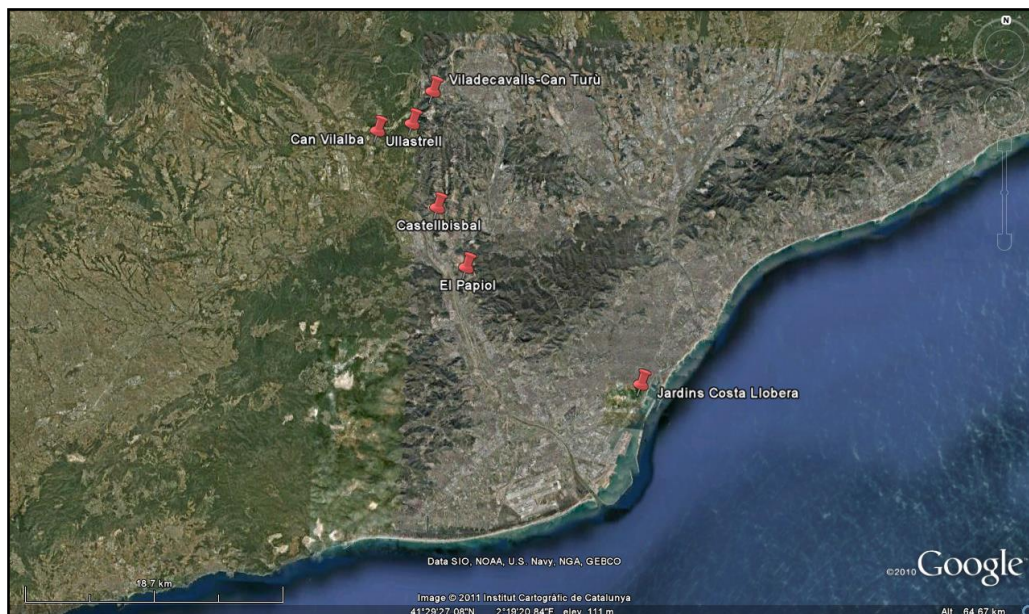 N
Viladecavalls-Can Turù
Can Vilalba
Ullastrell
Castellbisbal
El Papiol
Jardins Costa Llobera
Data SIO, NOAA, U.S. Navy, NGA, GEBCO
©2010 Google
18.7 km
Image © 2011 Institut Cartogràfic de Catalunya
41°29'27.08"N 2°19'20.84"E elev. 111 m
Alt. 64.67 km